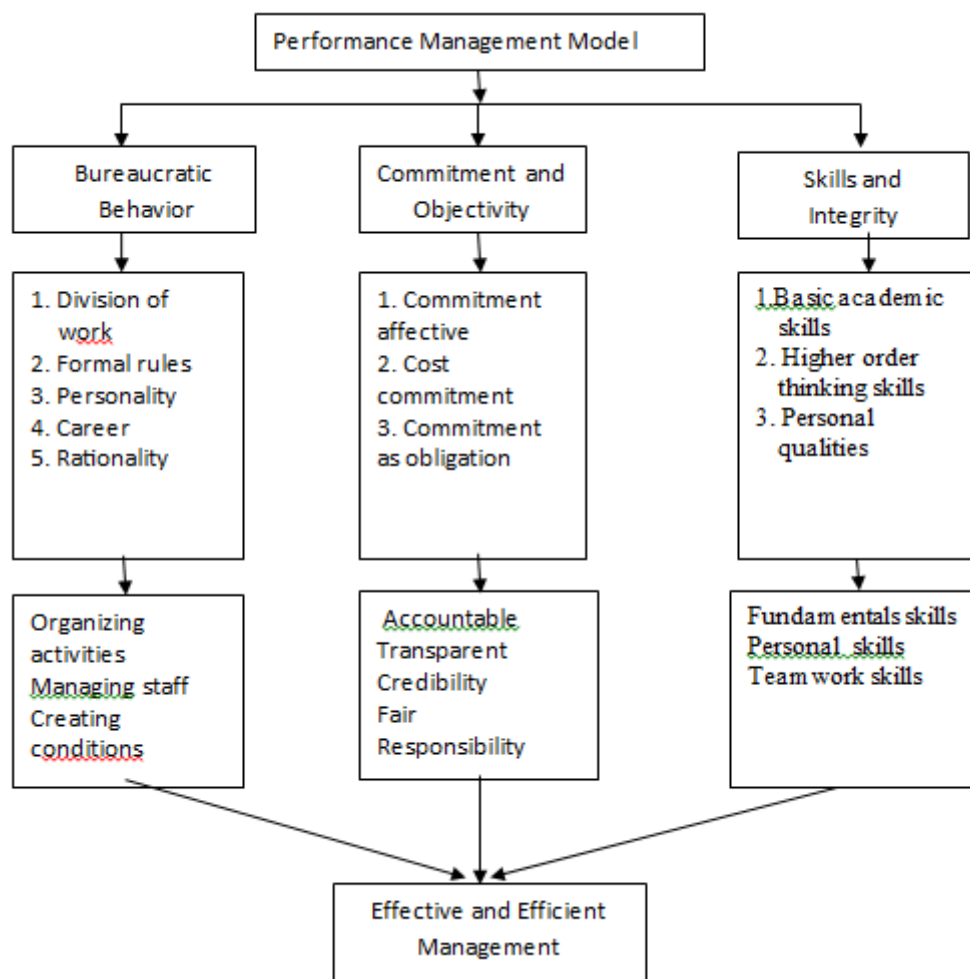 Performance Management Model
Bureaucratic
Behavior
Commitment and
Objectivity
Skills and
Integrity
1. Division of
work
2. Formal rules
3. Personality
4. Career
5. Rationality
1. Commitment
affective
2. Cost
commitment
3. Commitment
as obligation
1.Basic academic
skills
2. Higher order
thinking skills
3. Personal
qualities
Organizing
activities
Managing staff
Creating
conditions
Accountable
Transparent
Credibility
Fair
Responsibility
Fundamentals skills
Personal skills
Team work skills
Effective and Efficient
Management